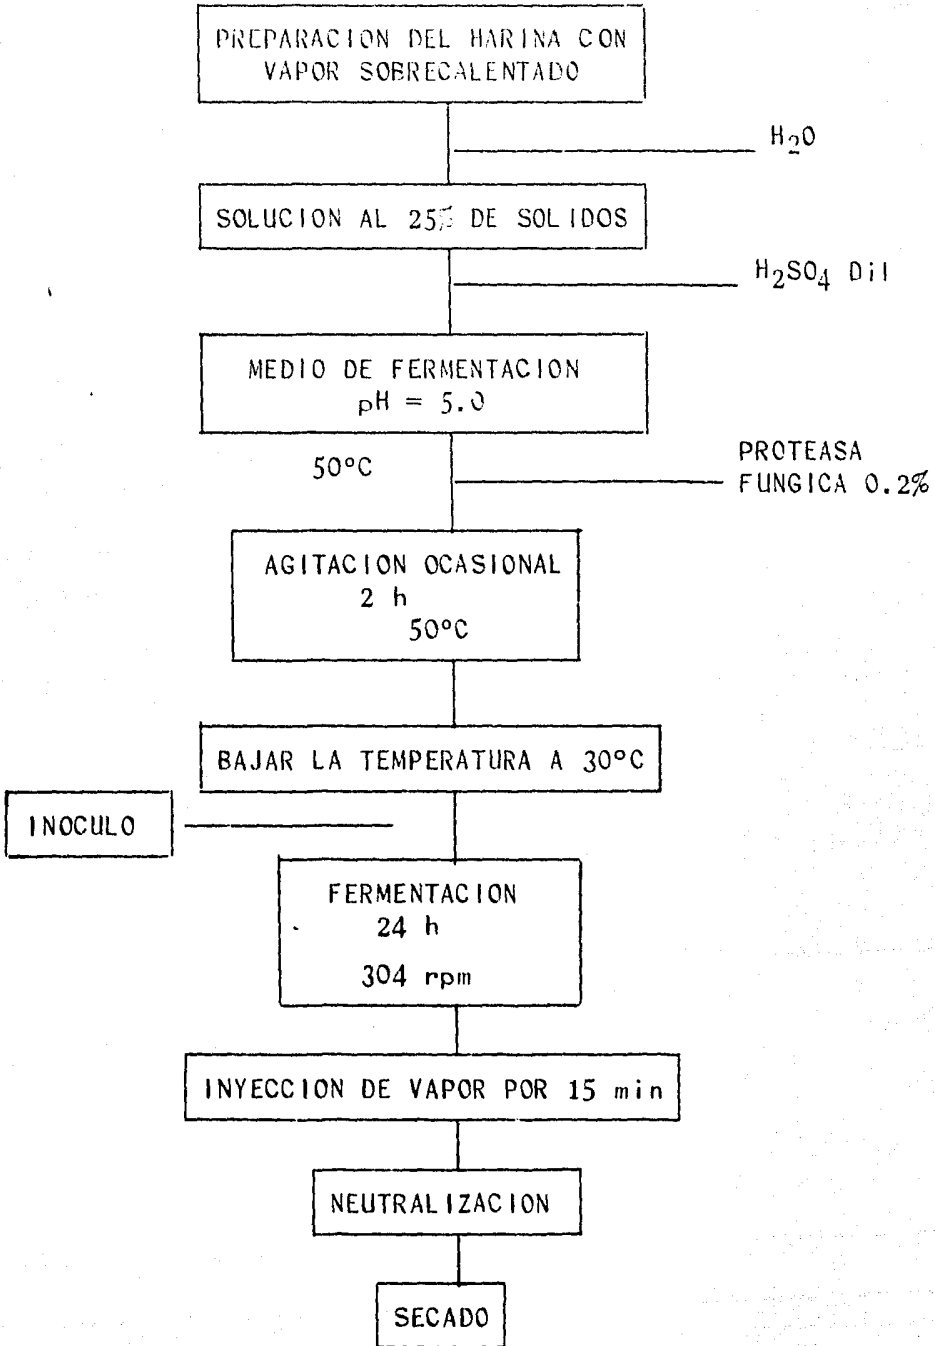 PREPARACION DEL HARINA CON
VAPOR SOBRECALENTADO
H₂O
SOLUCION AL 25% DE SOLIDOS
H₂SO₄ Dil
MEDIO DE FERMENTACION
pH = 5.0
50°C
PROTEASA
FUNGICA 0.2%
AGITACION OCASIONAL
2 h
50°C
BAJAR LA TEMPERATURA A 30°C
INOCULO
FERMENTACION
24 h
304 rpm
INYECCION DE VAPOR POR 15 min
NEUTRALIZACION
SECADO